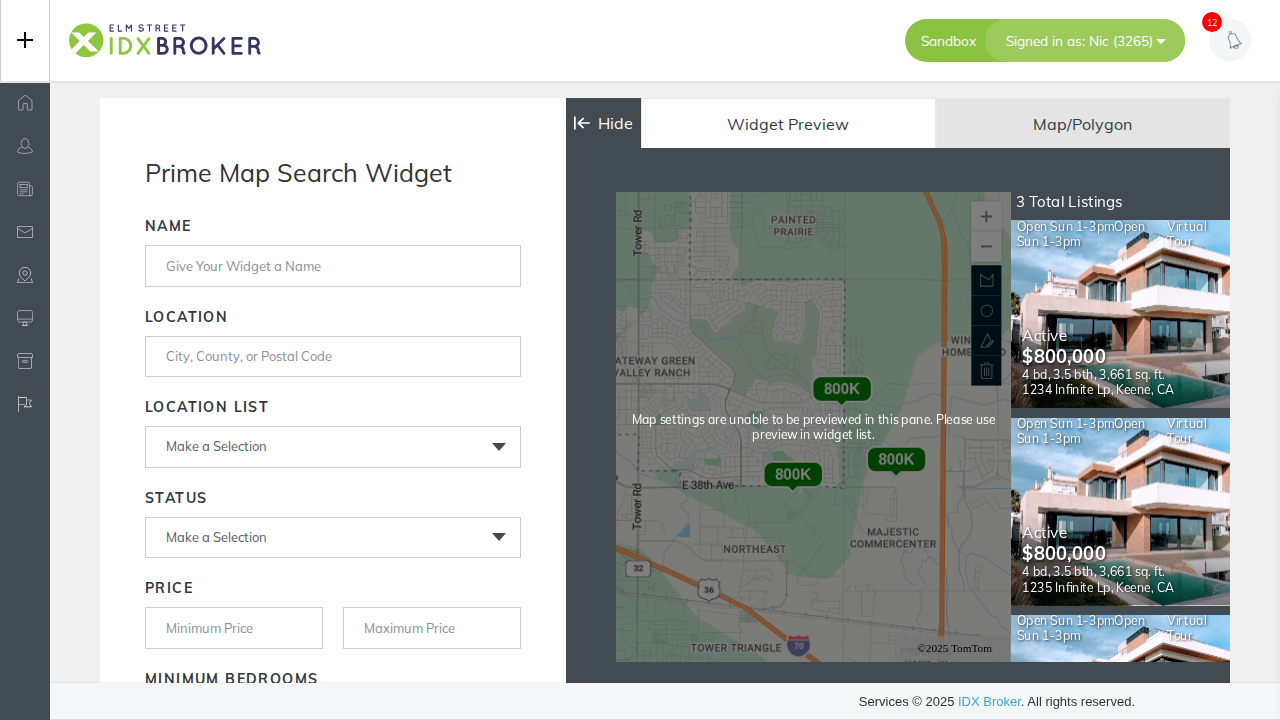 ELM STREET
IDXBROKER
Sandbox
Signed in as: Nic (3265)
12
Hide
Widget Preview
Map/Polygon
Prime Map Search Widget
NAME
Give Your Widget a Name
LOCATION
City, County, or Postal Code
LOCATION LIST
Make a Selection
STATUS
Make a Selection
PRICE
Minimum Price
Maximum Price
MINIMUM BEDROOMS
Tower Rd
PAINTED
PRAIRIE
ATEWAY GREEN
VALLEY RANCH
WIN
HOME
800K
Map settings are unable to be previewed in this pane. Please use
preview in widget list.
800K
800K
E 38th Ave
Tower Rd
MAJESTIC
COMMERCENTER
NORTHEAST
32
36
TOWER TRIANGLE
70
©2025 TomTom
3 Total Listings
Open Sun 1-3pmOpen
Sun 1-3pm
Virtual
Tour
Active
$800,000
4 bd, 3.5 bth, 3,661 sq. ft.
1234 Infinite Lp, Keene, CA
Open Sun 1-3pmOpen
Sun 1-3pm
Virtual
Tour
Active
$800,000
4 bd, 3.5 bth, 3,661 sq. ft.
1235 Infinite Lp, Keene, CA
Open Sun 1-3pmOpen
Sun 1-3pm
Virtual
Tour
Services © 2025 IDX Broker. All rights reserved.